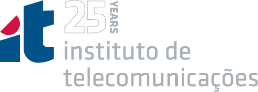 it 25 YEARS
instituto de
telecomunicações